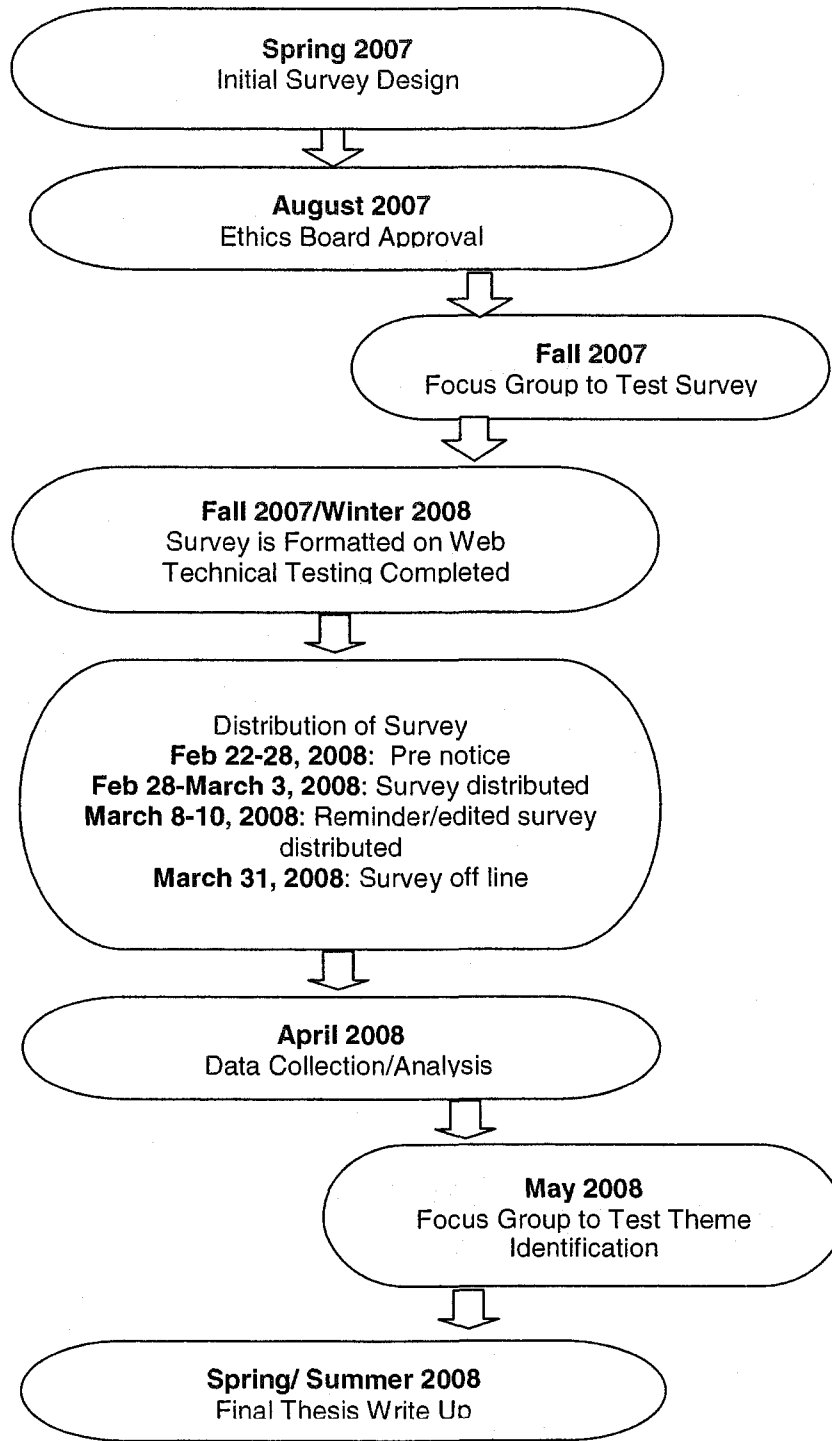 Spring 2007
Initial Survey Design
August 2007
Ethics Board Approval
Fall 2007
Focus Group to Test Survey
Fall 2007/Winter 2008
Survey is Formatted on Web
Technical Testing Completed
Distribution of Survey
Feb 22-28, 2008: Pre notice
Feb 28-March 3, 2008: Survey distributed
March 8-10, 2008: Reminder/edited survey
distributed
March 31, 2008: Survey off line
April 2008
Data Collection/Analysis
May 2008
Focus Group to Test Theme
Identification
Spring/ Summer 2008
Final Thesis Write Up